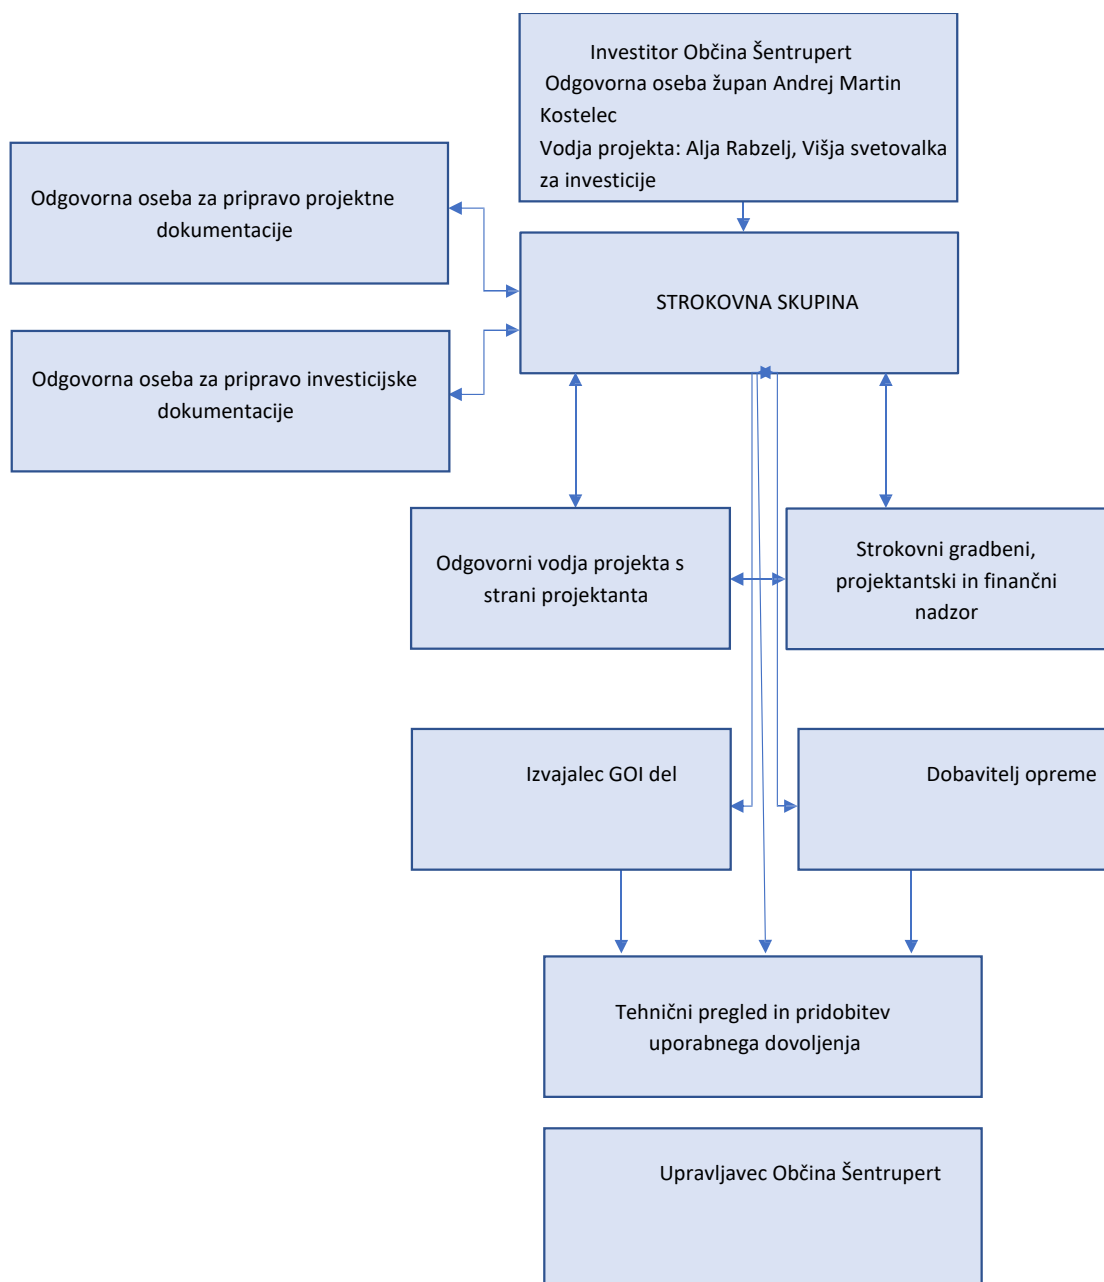 Investitor Občina Šentrupert
Odgovorna oseba župan Andrej Martin
Kostelec
Vodja projekta: Alja Rabzelj, Višja svetovalka
za investicije
Odgovorna oseba za pripravo projektne
dokumentacije
STROKOVNA SKUPINA
Odgovorna oseba za pripravo investicijske
dokumentacije
Odgovorni vodja projekta s
strani projektanta
Strokovni gradbeni,
projektantski in finančni
nadzor
Izvajalec GOI del
Dobavitelj opreme
Tehnični pregled in pridobitev
uporabnega dovoljenja
Upravljavec Občina Šentrupert